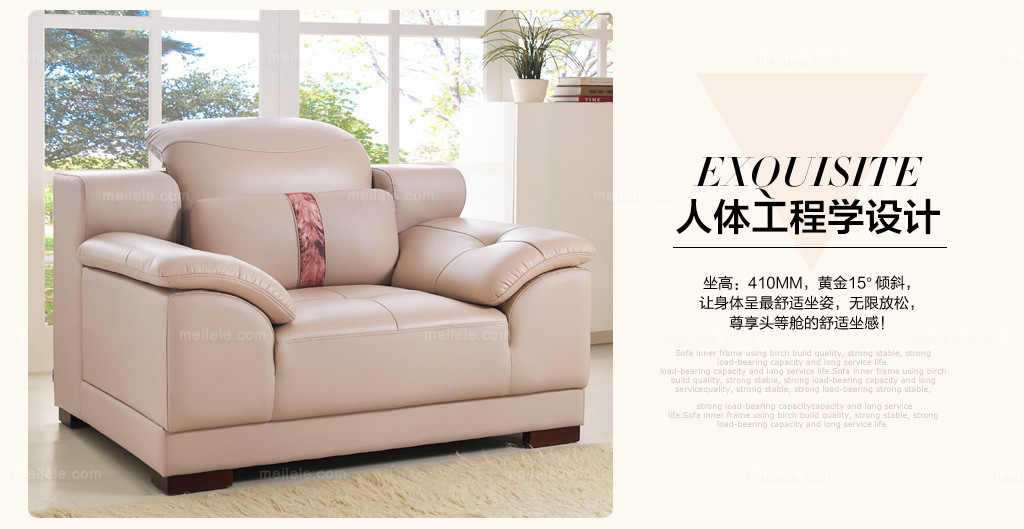 EXQUISITE
人体工程学设计
坐高：410MM，黄金15°倾斜，
让身体呈最舒适坐姿，无限放松，
尊享头等舱的舒适坐感！
Sofa inner frame using birch build quality, strong stable, strong
load-bearing capacity and long service life.
load-bearing capacity and long service life.Sofa inner frame using birch
build quality, strong stable, strong load-bearing capacity and long
servicequality, strong stable, strong load-bearing strong stable,
strong load-bearing capacitycapacity and long service
life.Sofa inner frame using birch build quality, strong stable, strong
load-bearing capacity and long service life.
TIME
meilele.com